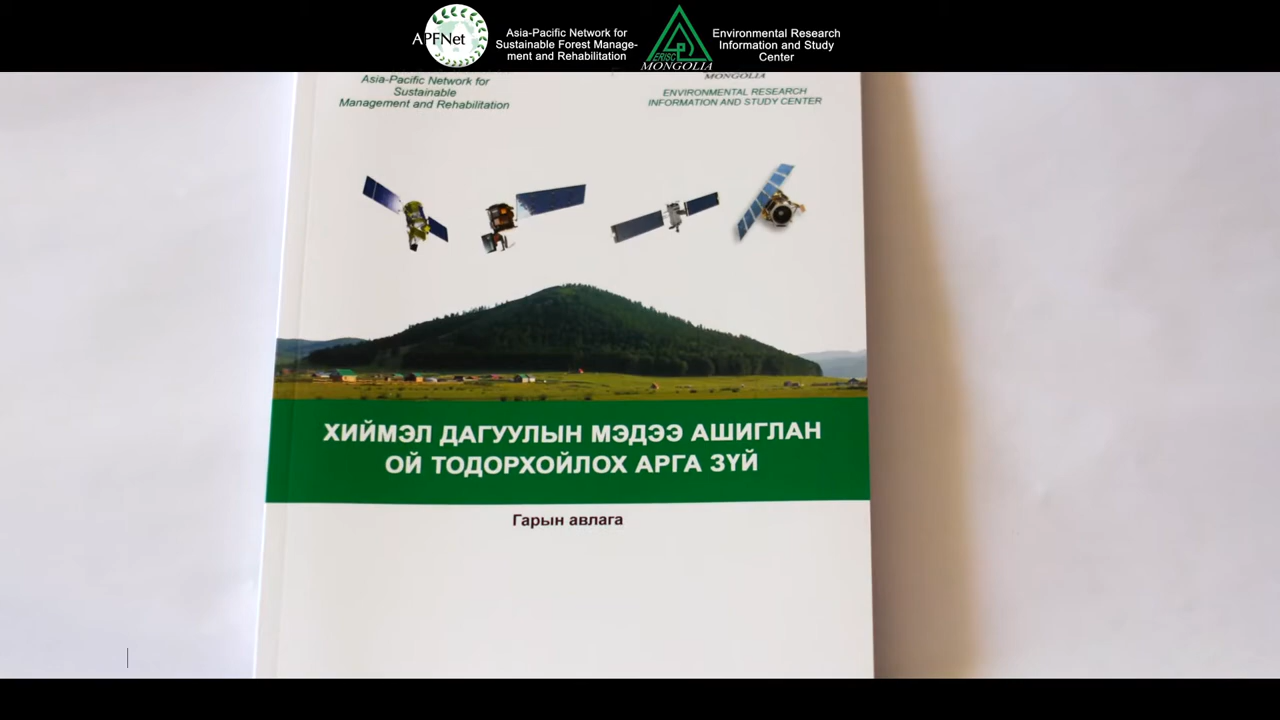 APFNet
Asia-Pacific Network for
Sustainable Forest Manage-
ment and Rehabilitation
ERISC
MONGOLIA
Environmental Research
Information and Study
Center
Asia-Pacific Network for
Sustainable
Management and Rehabilitation
MONGOLIA
ENVIRONMENTAL RESEARCH
INFORMATION AND STUDY CENTER
ХИЙМЭЛ ДАГУУЛЫН МЭДЭЭ АШИГЛАН
ОЙ ТОДОРХОЙЛОХ АРГА ЗҮЙ
Гарын авлага